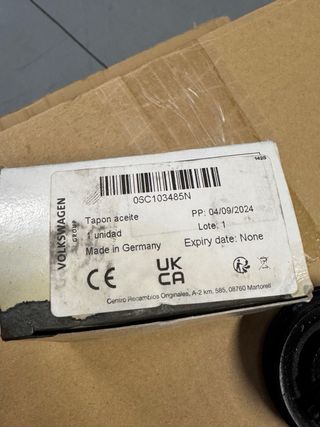 VOLKSWAGEN
GROUP
0SC103485N
Tapon aceite
1 unidad
Made in Germany
PP: 04/09/2024
Lote: 1
Expiry date: None
CE
UK
CA
Centro Recambios Originales, A-2 km. 585, 08760 Martorell